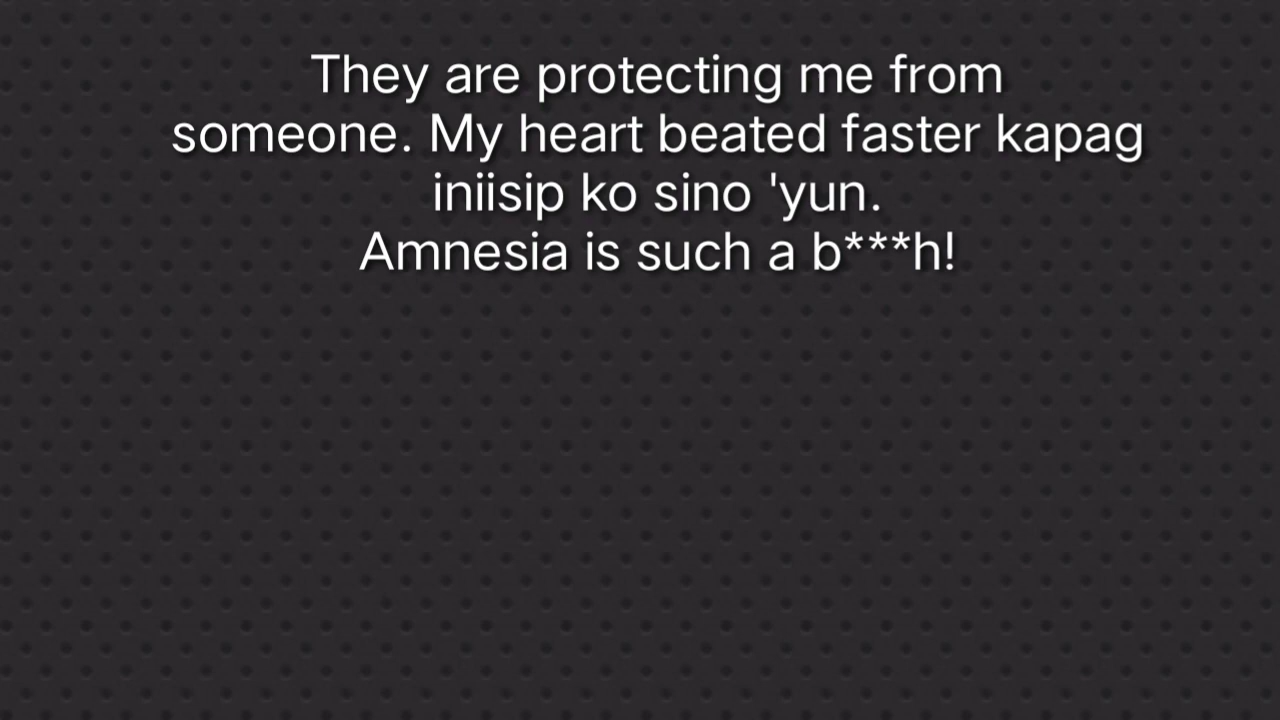 They are protecting me from
someone. My heart beated faster kapag
iniisip ko sino 'yun.
Amnesia is such a b***h!